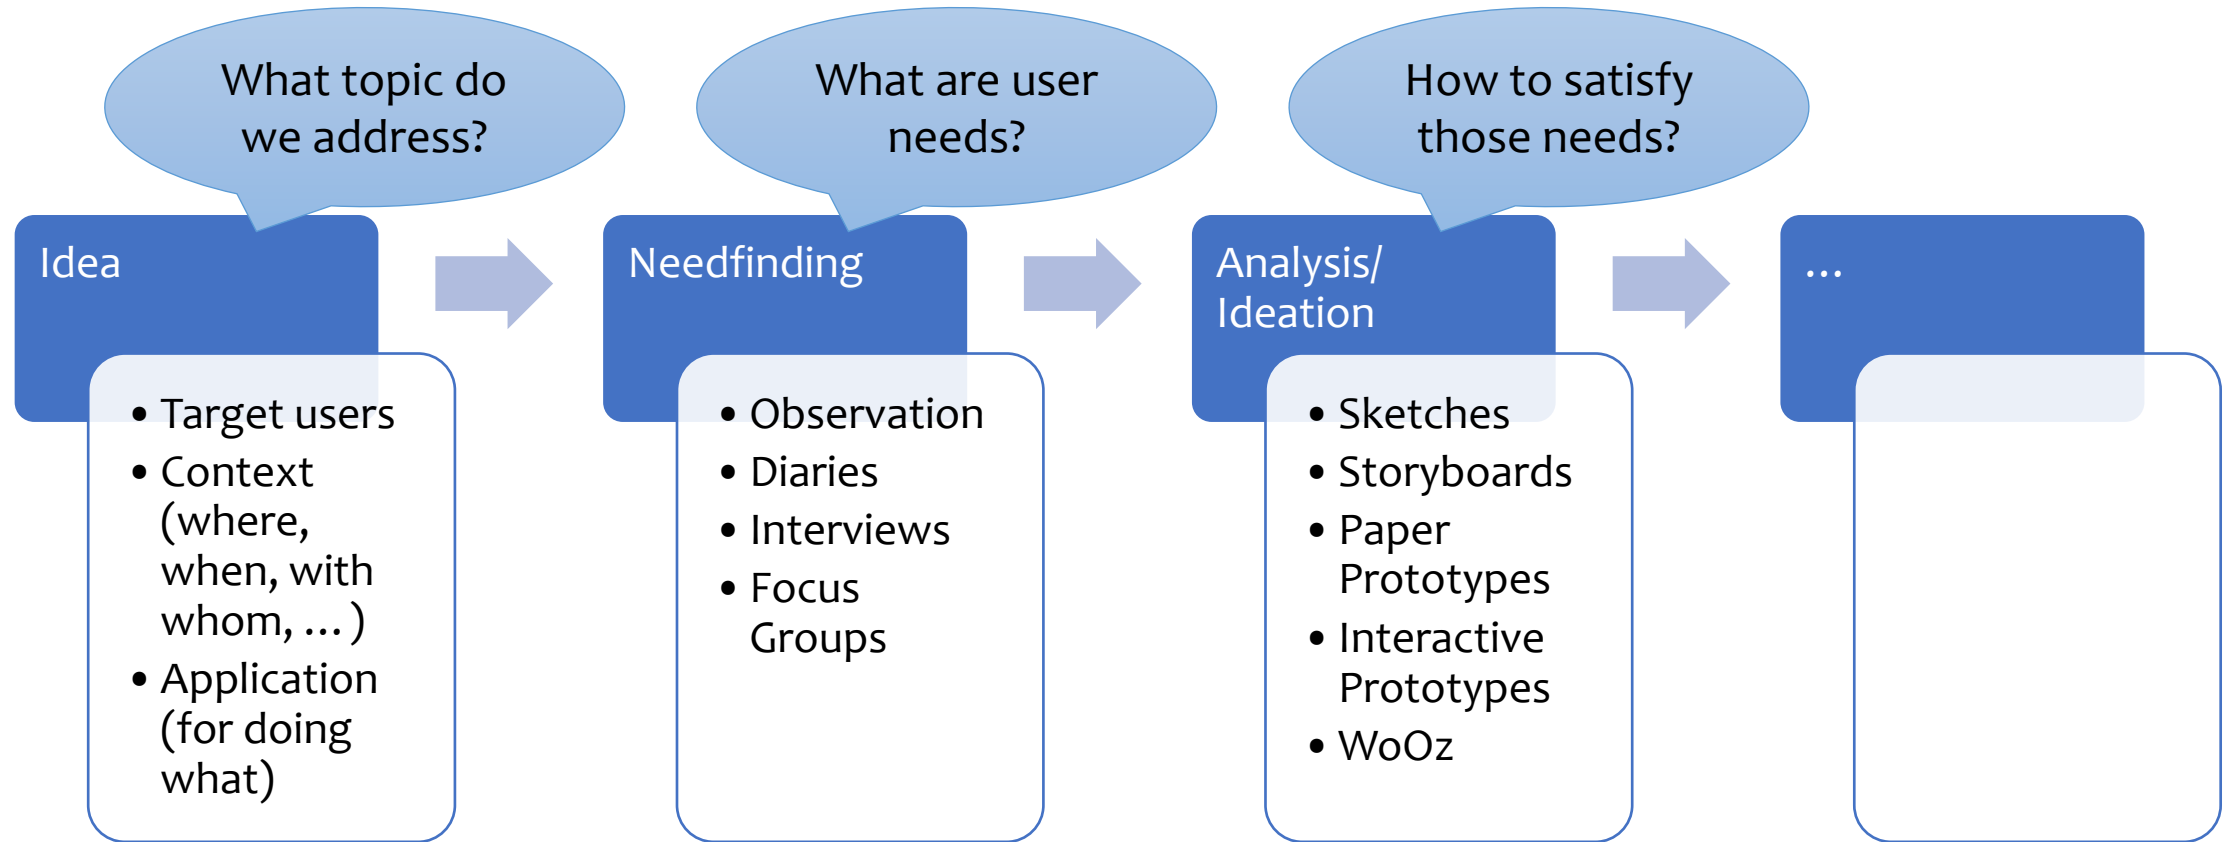 What topic do
we address?
What are user
needs?
How to satisfy
those needs?
Idea
• Target users
• Context
(where,
when, with
whom, … )
• Application
(for doing
what)
Needfinding
• Observation
• Diaries
• Interviews
• Focus
Groups
Analysis/
Ideation
• Sketches
• Storyboards
• Paper
Prototypes
• Interactive
Prototypes
• WoOz
…